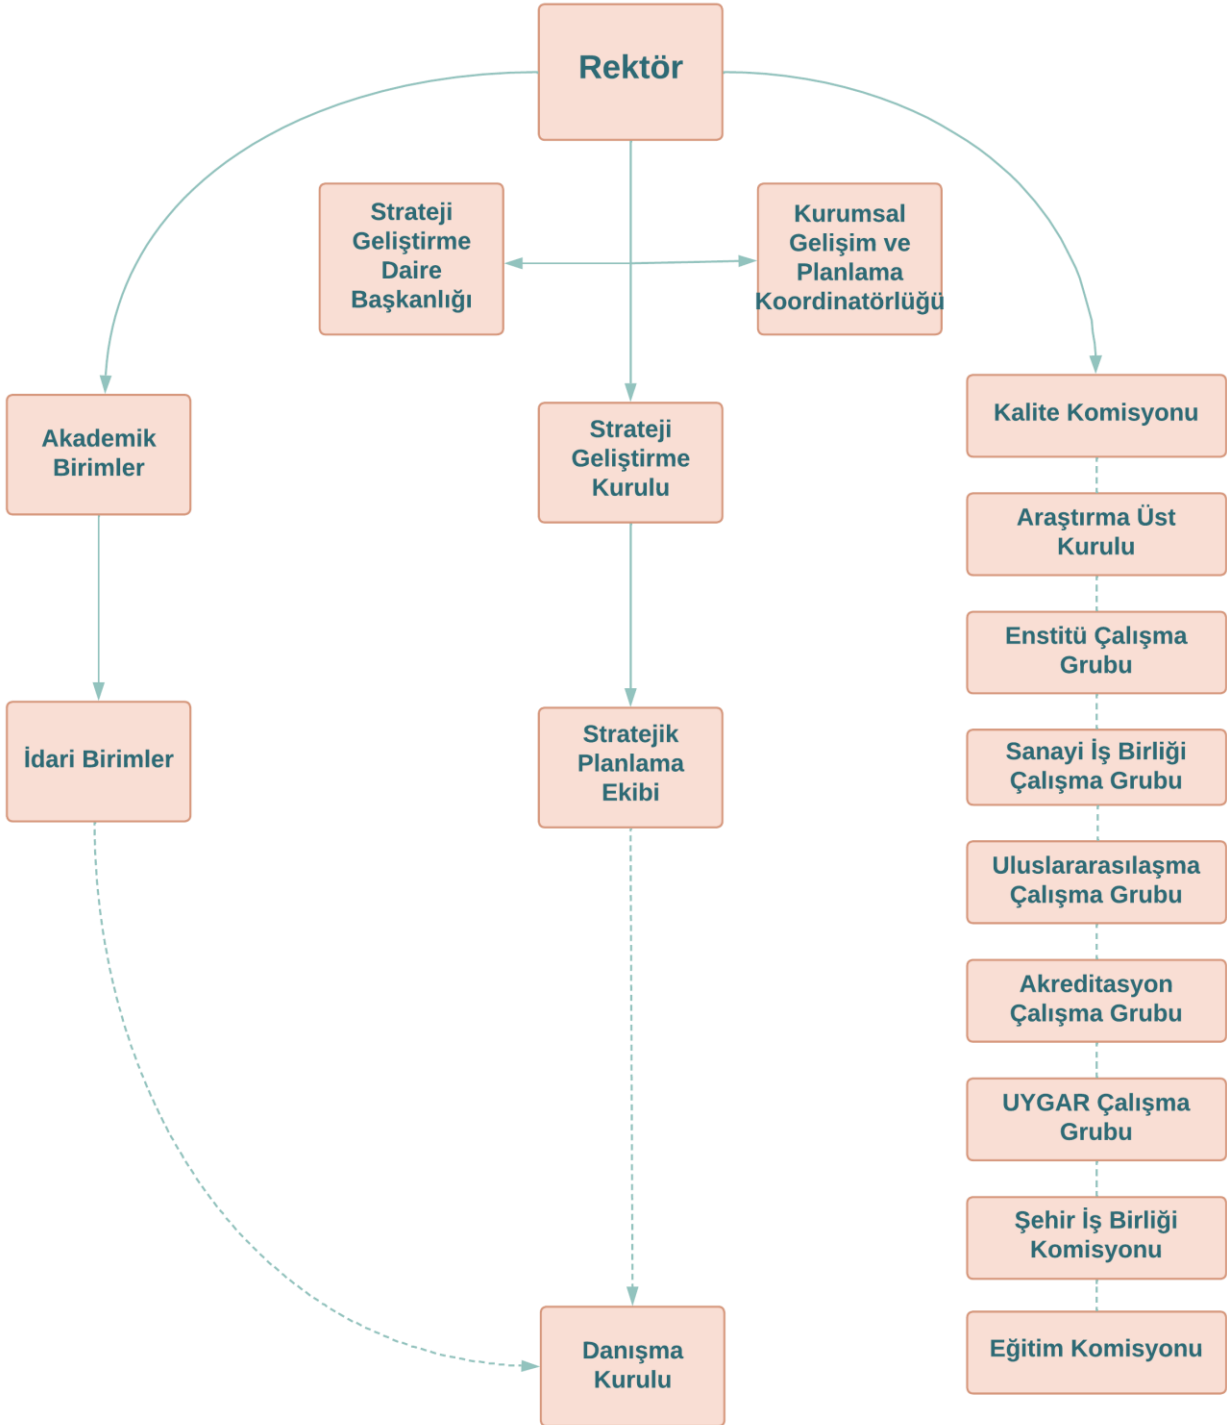 Rektör
Strateji
Geliştirme
Daire
Başkanlığı
Kurumsal
Gelişim ve
Planlama
Koordinatörlüğü
Akademik
Birimler
Strateji
Geliştirme
Kurulu
Kalite Komisyonu
Araştırma Üst
Kurulu
Enstitü Çalışma
Grubu
İdari Birimler
Stratejik
Planlama
Ekibi
Sanayi İş Birliği
Çalışma Grubu
Uluslararasılaşma
Çalışma Grubu
Akreditasyon
Çalışma Grubu
UYGAR Çalışma
Grubu
Şehir İş Birliği
Komisyonu
Danışma
Kurulu
Eğitim Komisyonu